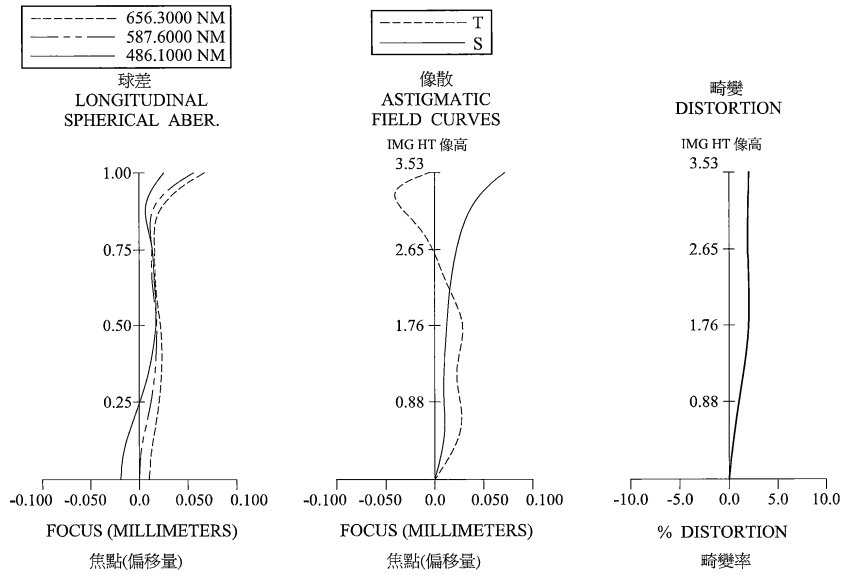 656.3000 NM
587.6000 NM
486.1000 NM
球差
LONGITUDINAL
SPHERICAL ABER.
1.00
0.75
0.50
0.25
-0.100 -0.050 0.0 0.050 0.100
FOCUS (MILLIMETERS)
焦點(偏移量)
T
S
像散
ASTIGMATIC
FIELD CURVES
IMG HT 像高
3.53
2.65
1.76
0.88
-0.100 -0.050 0.0 0.050 0.100
FOCUS (MILLIMETERS)
焦點(偏移量)
畸變
DISTORTION
IMG HT 像高
3.53
2.65
1.76
0.88
-10.0 -5.0 0.0 5.0 10.0
% DISTORTION
畸變率